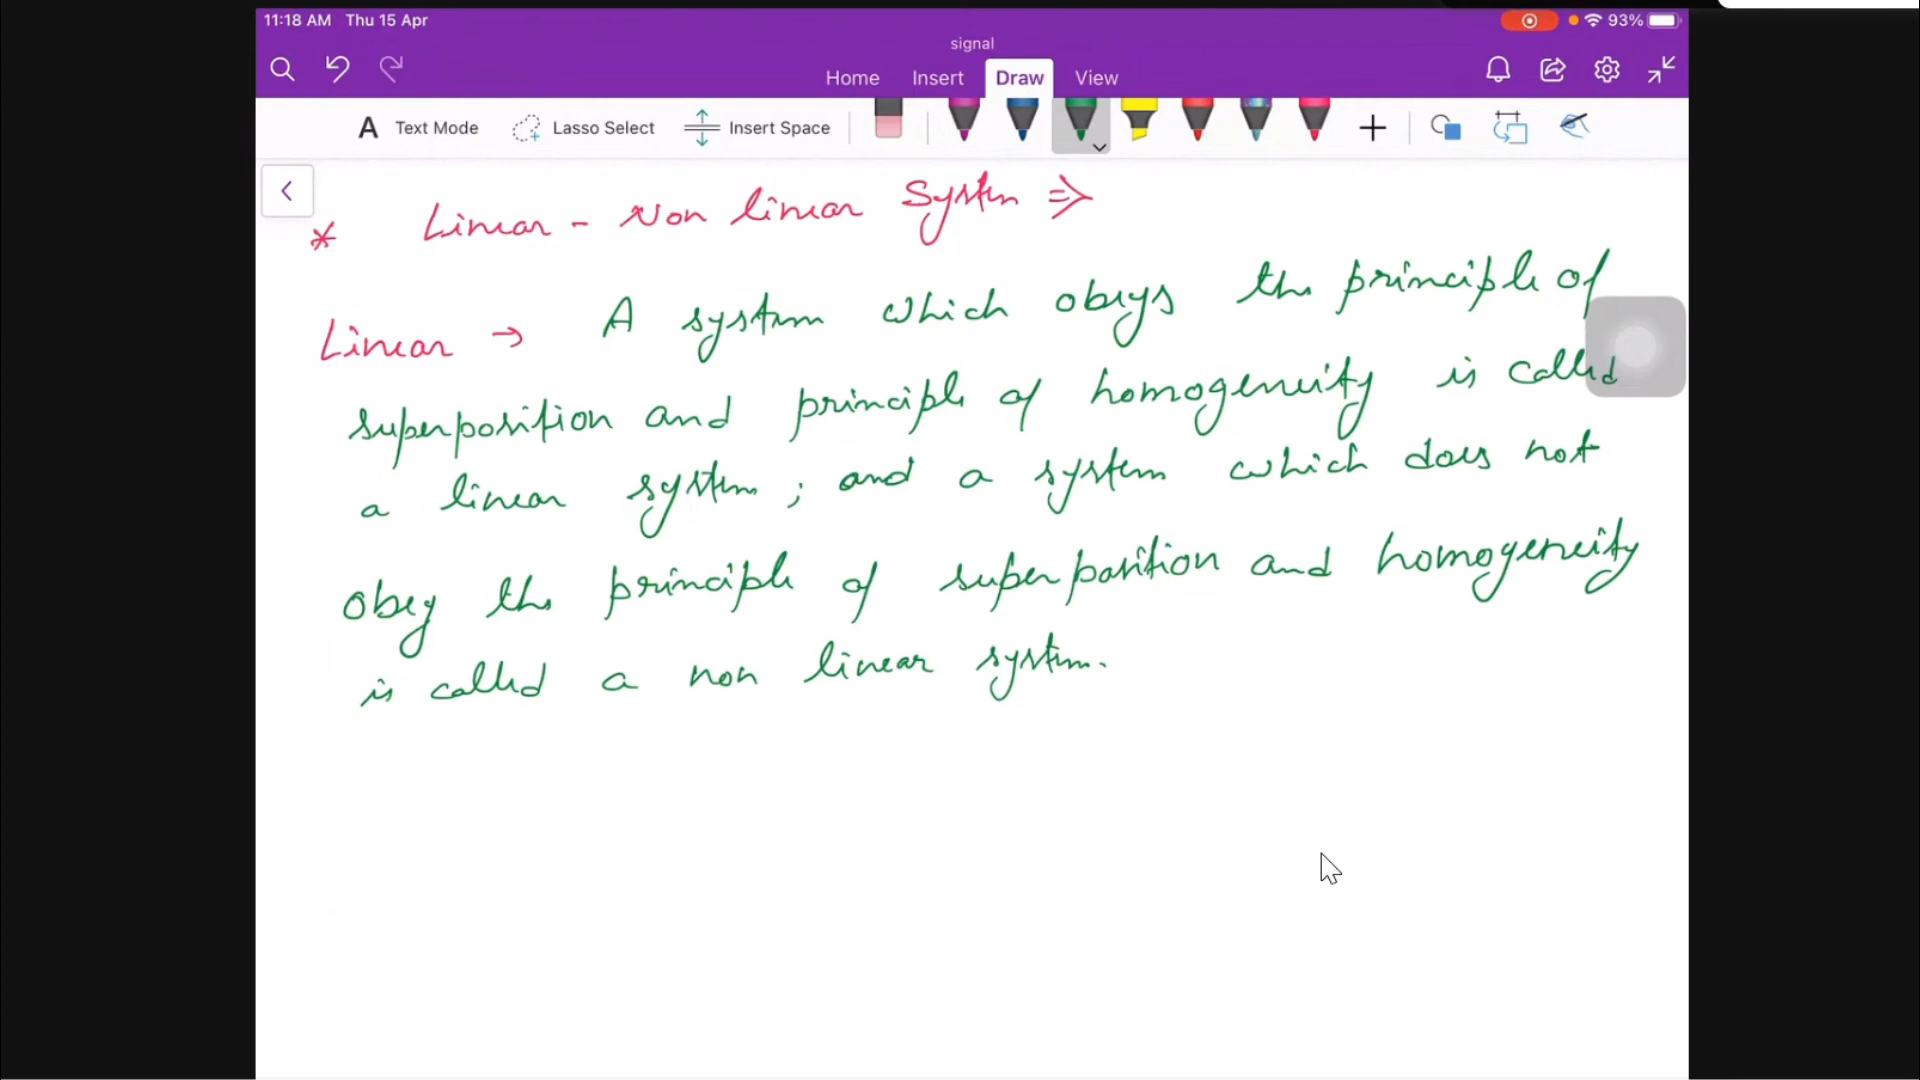 11:18 AM Thu 15 Apr
93%
signal
Home Insert Draw View
A Text Mode Lasso Select Insert Space
* Linear - Non linear System ⇒
Linear → A system which obeys the principle of
superposition and principle of homogenuity is called
a linear system; and a system which does not
obey the principle of superposition and homogeneity
is called a non linear system.